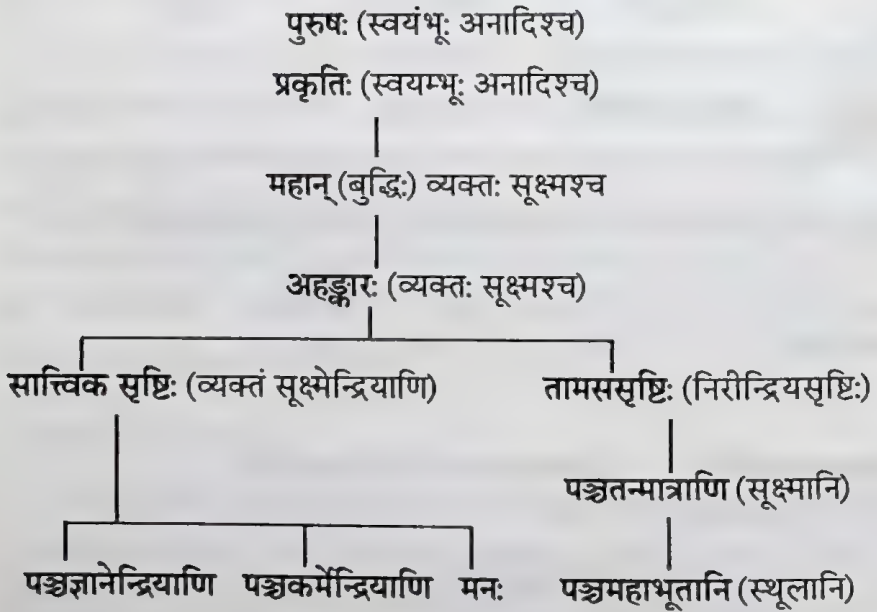 पुरुषः (स्वयंभूः अनादिश्च)
प्रकृतिः (स्वयम्भूः अनादिश्च)
महान् (बुद्धिः) व्यक्तः सूक्ष्मश्च
अहङ्कारः (व्यक्तः सूक्ष्मश्च)
सात्त्विक सृष्टिः (व्यक्तं सूक्ष्मेन्द्रियाणि) तामससृष्टिः (निरीन्द्रियसृष्टिः)
पञ्चतन्मात्राणि (सूक्ष्मानि)
पञ्चज्ञानेन्द्रियाणि पञ्चकर्मेन्द्रियाणि मनः पञ्चमहाभूतानि (स्थूलानि)